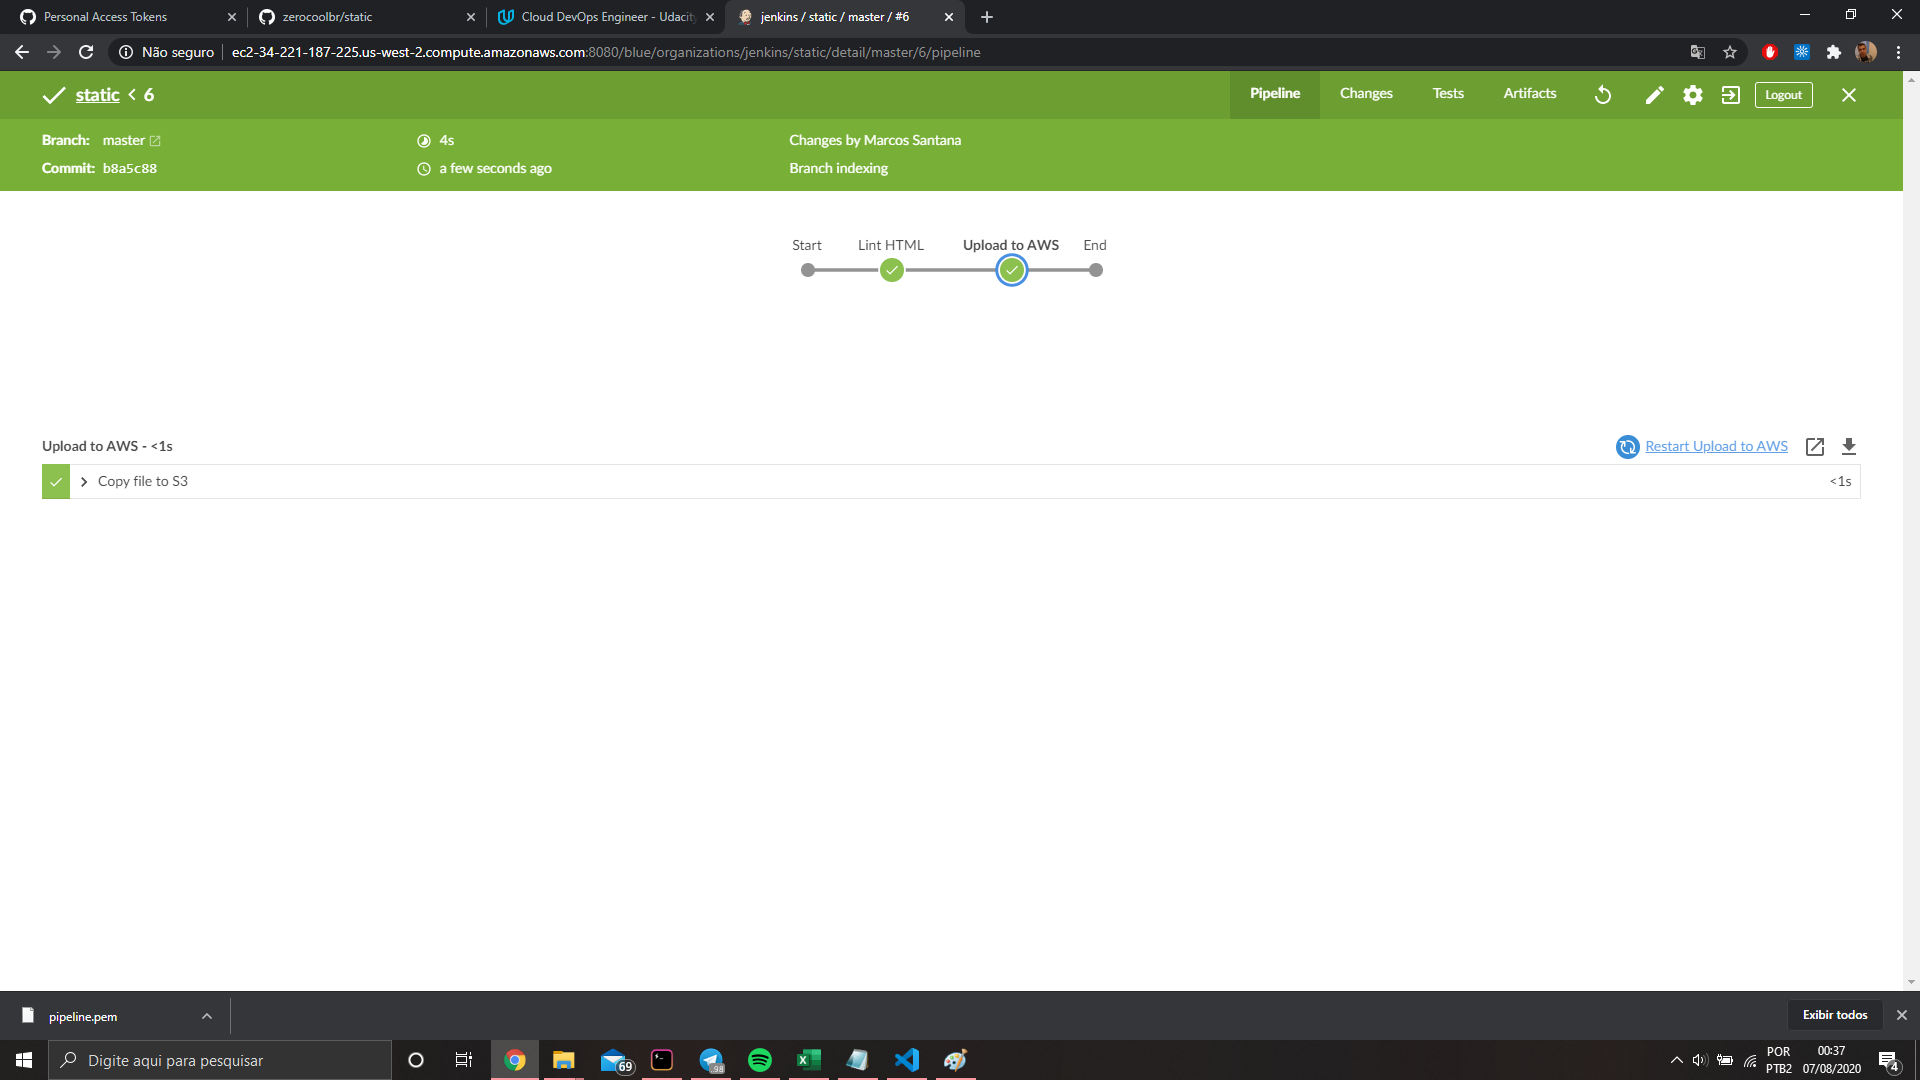 Personal Access Tokens
zerocoolbr/static
Cloud DevOps Engineer - Udacity
jenkins / static / master / #6
Não seguro
ec2-34-221-187-225.us-west-2.compute.amazonaws.com:8080/blue/organizations/jenkins/static/detail/master/6/pipeline
static < 6
Pipeline
Changes
Tests
Artifacts
Logout
Branch: master
4s
Changes by Marcos Santana
Commit: b8a5c88
a few seconds ago
Branch indexing
Start
Lint HTML
Upload to AWS
End
Upload to AWS - <1s
Restart Upload to AWS
Copy file to S3
<1s
pipeline.pem
Exibir todos
Digite aqui para pesquisar
69
98
POR
PTB2
00:37
07/08/2020
4